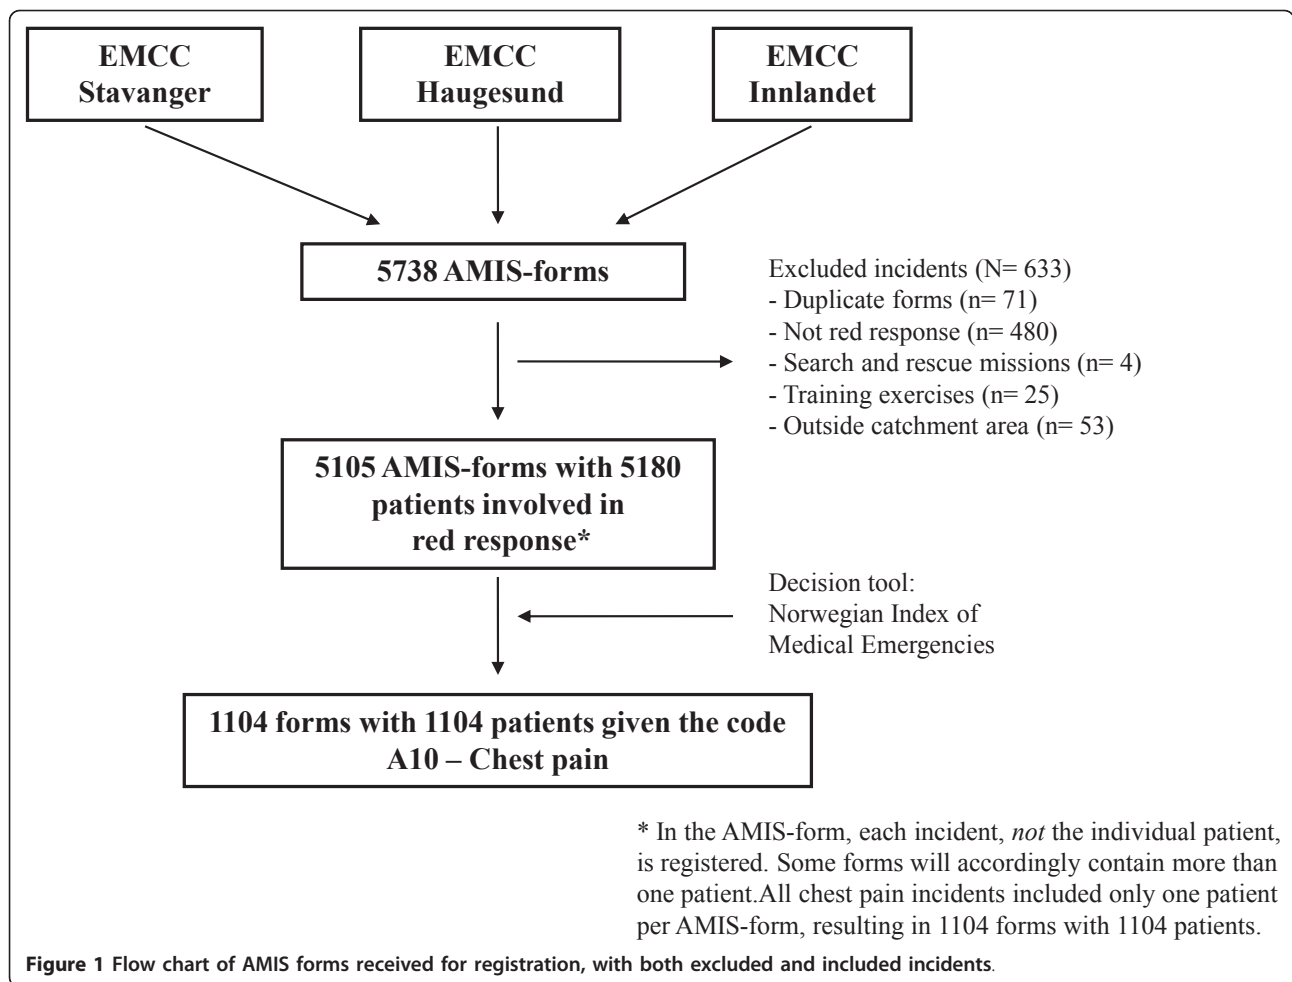 EMCC
Stavanger
EMCC
Haugesund
EMCC
Innlandet
5738 AMIS-forms
Excluded incidents (N= 633)
- Duplicate forms (n= 71)
- Not red response (n= 480)
- Search and rescue missions (n= 4)
- Training exercises (n= 25)
- Outside catchment area (n= 53)
5105 AMIS-forms with 5180
patients involved in
red response*
Decision tool:
Norwegian Index of
Medical Emergencies
1104 forms with 1104 patients given the code
A10 – Chest pain
* In the AMIS-form, each incident, not the individual patient,
is registered. Some forms will accordingly contain more than
one patient.All chest pain incidents included only one patient
per AMIS-form, resulting in 1104 forms with 1104 patients.
Figure 1 Flow chart of AMIS forms received for registration, with both excluded and included incidents.